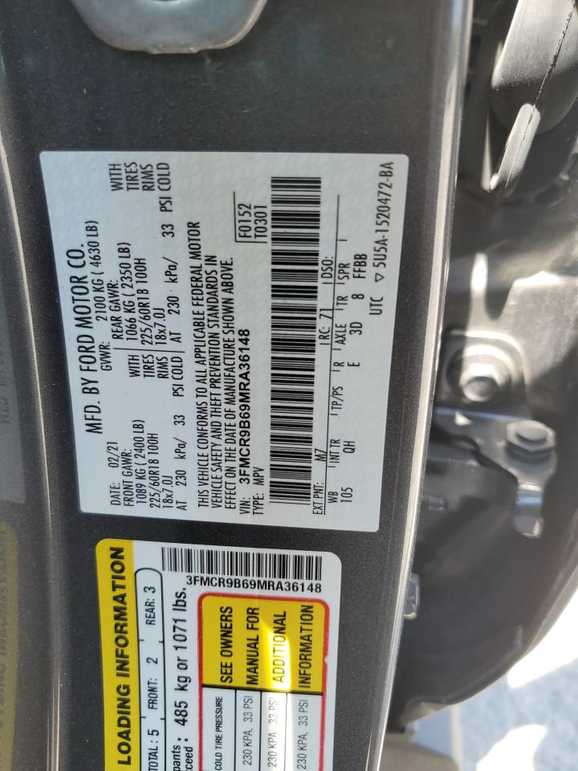 MFD. BY FORD MOTOR CO.
DATE: 02/21 GVWR: 2100 KG ( 4630 LB)
FRONT GAWR: REAR GAWR:
1089 KG (2400 LB) WITH 1066 KG ( 2350 LB) WITH
225/60R18 100H TIRES 225/60R18 100H TIRES
18x7.0J RIMS 18x7.0J RIMS
AT 230 kPa/ 33 PSI COLD AT 230 kPa/ 33 PSI COLD
THIS VEHICLE CONFORMS TO ALL APPLICABLE FEDERAL MOTOR
VEHICLE SAFETY AND THEFT PREVENTION STANDARDS IN
EFFECT ON THE DATE OF MANUFACTURE SHOWN ABOVE.
VIN: 3FMCR9B69MRA36148 F0152
TYPE: MPV T0301
EXT PNT: M7 RC: 71 DSO:
WB INT TR TP/PS R AXLE TR SPR
105 QH E 3D 8 FFBB
UTC ▽ 5U5A-1520472-BA
LOADING INFORMATION
TOTAL: 5 FRONT: 2 REAR: 3
pants :
xceed : 485 kg or 1071 lbs.
3FMCR9B69MRA36148
COLD TIRE PRESSURE
230 KPA, 33 PSI
230 KPA, 33 PSI
SEE OWNERS
MANUAL FOR
ADDITIONAL
INFORMATION